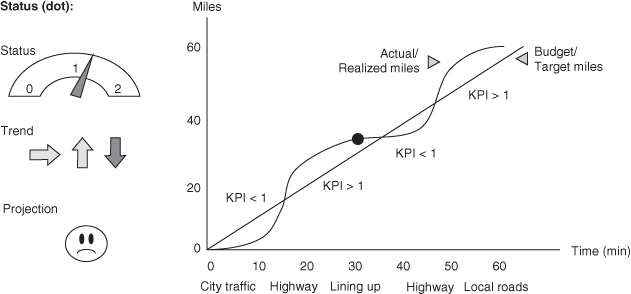 Status (dot):
Status
0
1
2
Trend
Projection
Miles
60
40
20
0
Actual/
Realized miles
Budget/
Target miles
KPI > 1
KPI < 1
KPI < 1
KPI > 1
Time (min)
0 10 30 30 40 50 60
City traffic Highway Lining up Highway Local roads